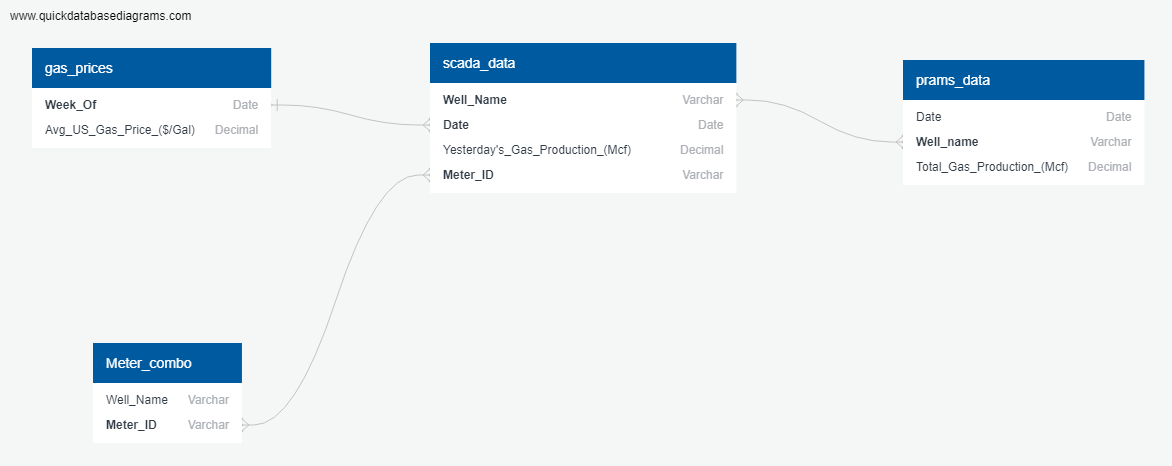 www.quickdatabasediagrams.com
gas_prices
Week_Of Date
Avg_US_Gas_Price_($/Gal) Decimal
scada_data
Well_Name Varchar
Date Date
Yesterday's_Gas_Production_(Mcf) Decimal
Meter_ID Varchar
prams_data
Date Date
Well_name Varchar
Total_Gas_Production_(Mcf) Decimal
Meter_combo
Well_Name Varchar
Meter_ID Varchar